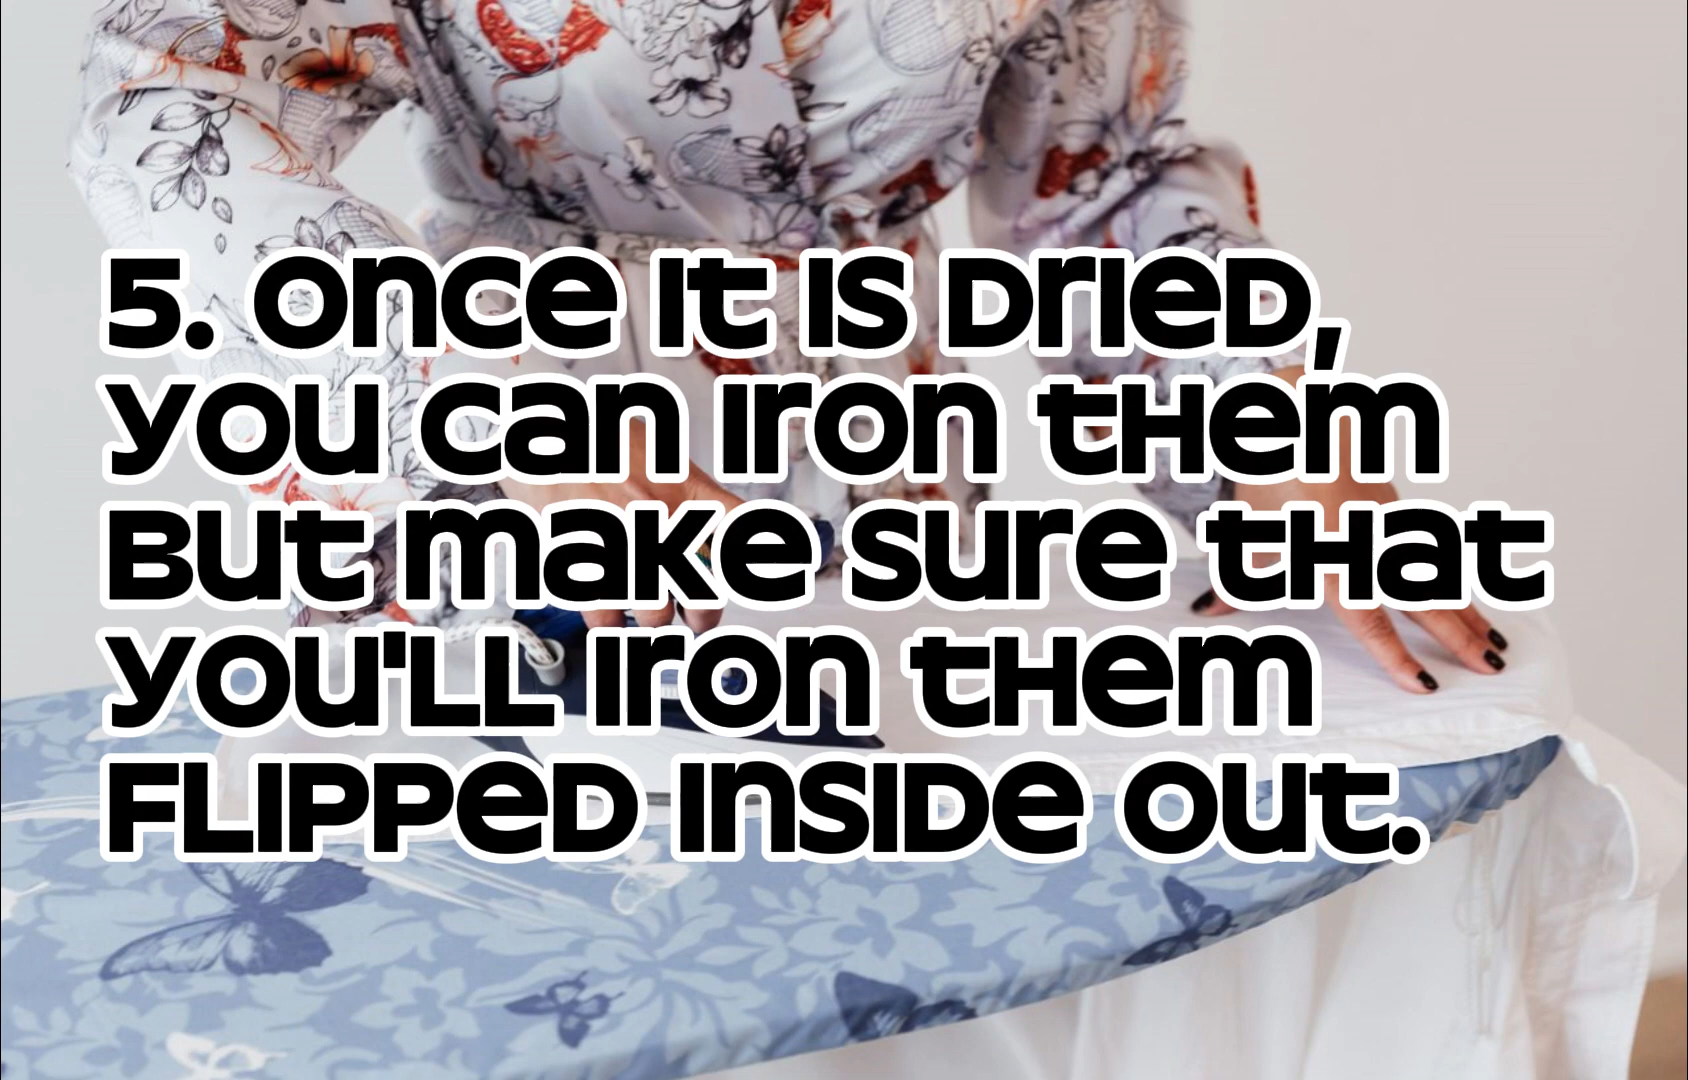 5. Once it is dried,
you can iron them
but make sure that
you'll iron them
flipped inside out.